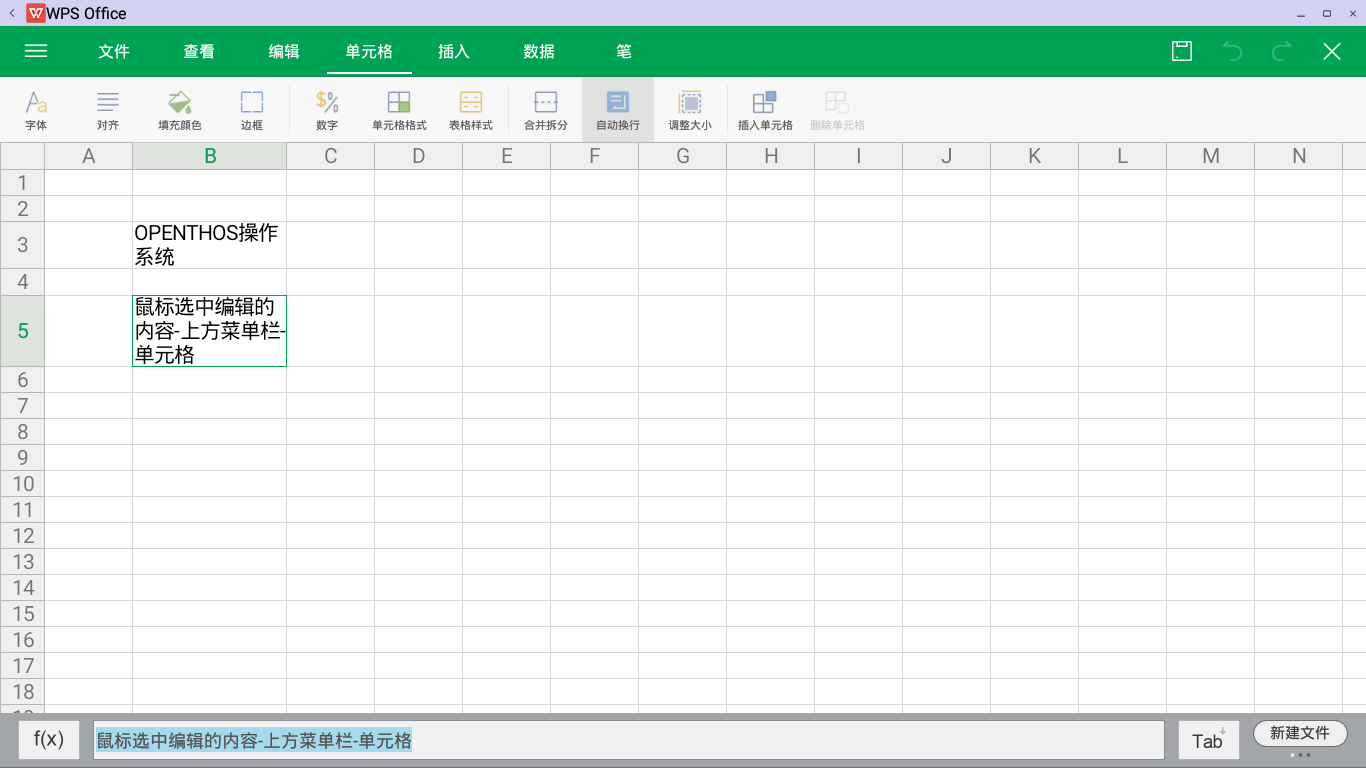 WPS Office
文件 查看 编辑 单元格 插入 数据 笔
字体 对齐 填充颜色 边框 数字 单元格格式 表格样式 合并拆分 自动换行 调整大小 插入单元格 删除单元格
A B C D E F G H I J K L M N
1
2
3
OPENTHOS操作
系统
4
5
鼠标选中编辑的
内容-上方菜单栏-
单元格
6
7
8
9
10
11
12
13
14
15
16
17
18
f(x) 鼠标选中编辑的内容-上方菜单栏-单元格 Tab 新建文件